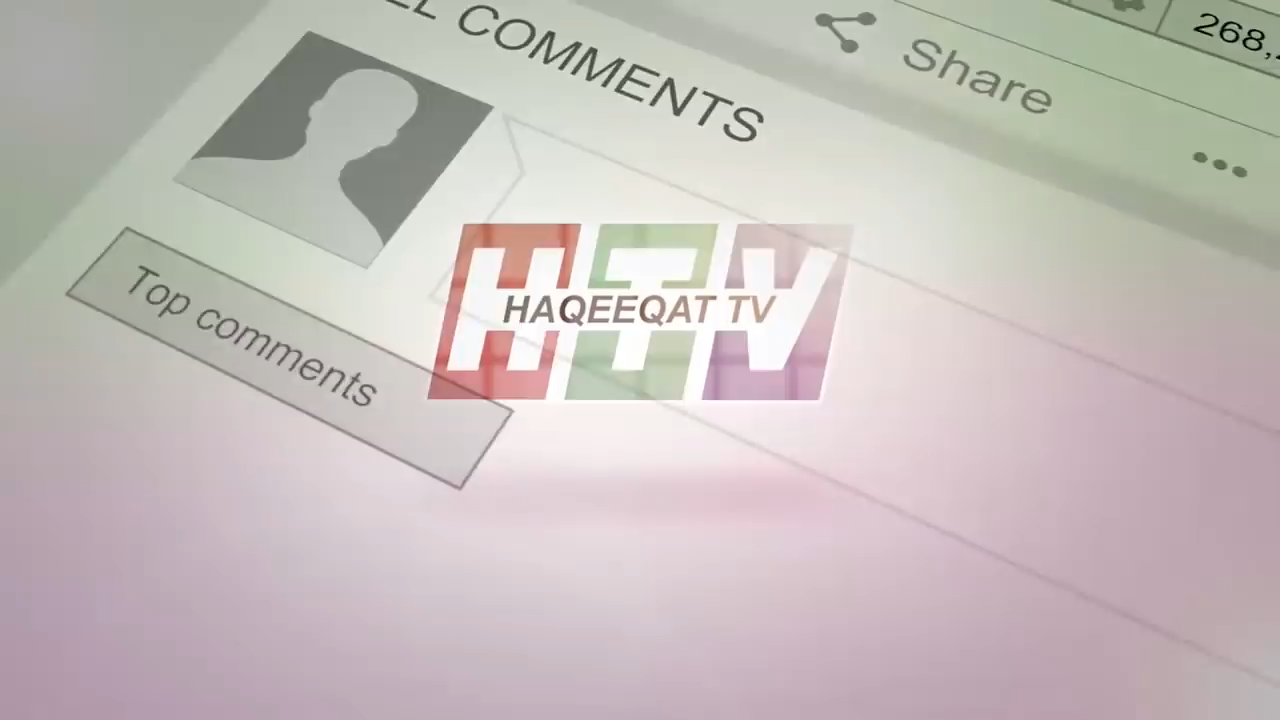 COMMENTS
Share
268,
Top comments
HTV
HAQEEQAT TV